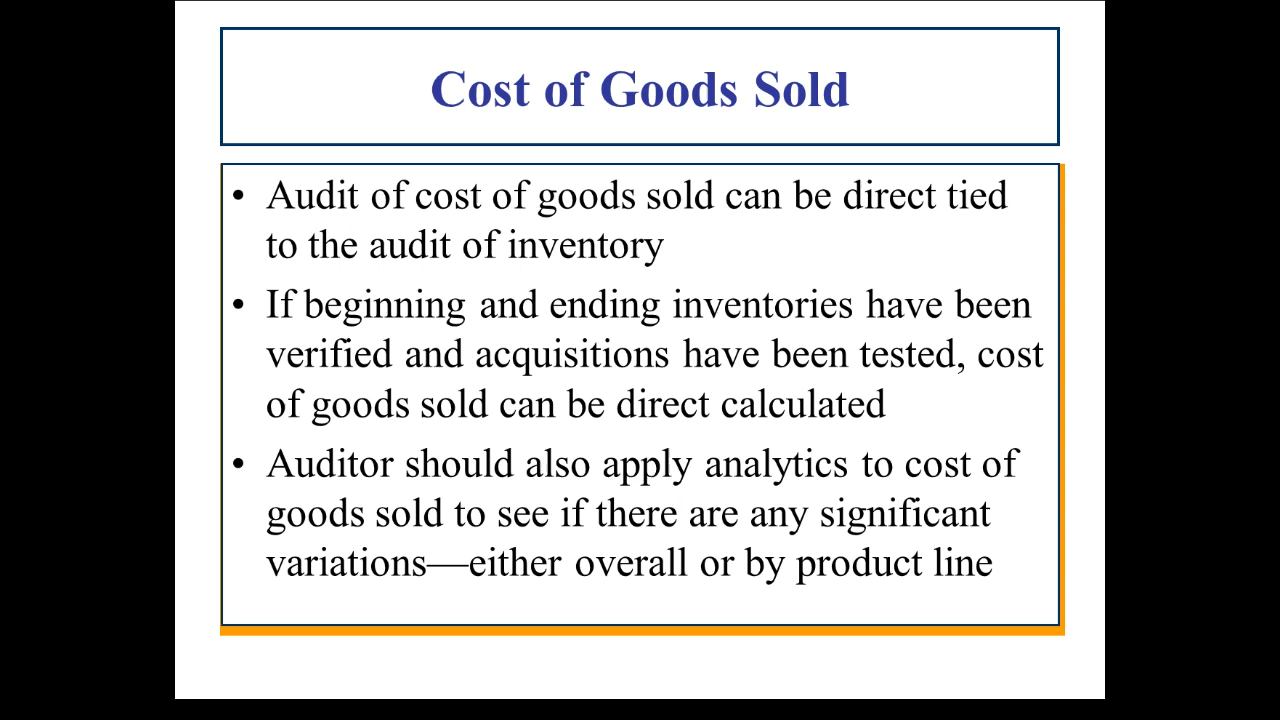 Cost of Goods Sold
• Audit of cost of goods sold can be direct tied
to the audit of inventory
• If beginning and ending inventories have been
verified and acquisitions have been tested, cost
of goods sold can be direct calculated
• Auditor should also apply analytics to cost of
goods sold to see if there are any significant
variations—either overall or by product line